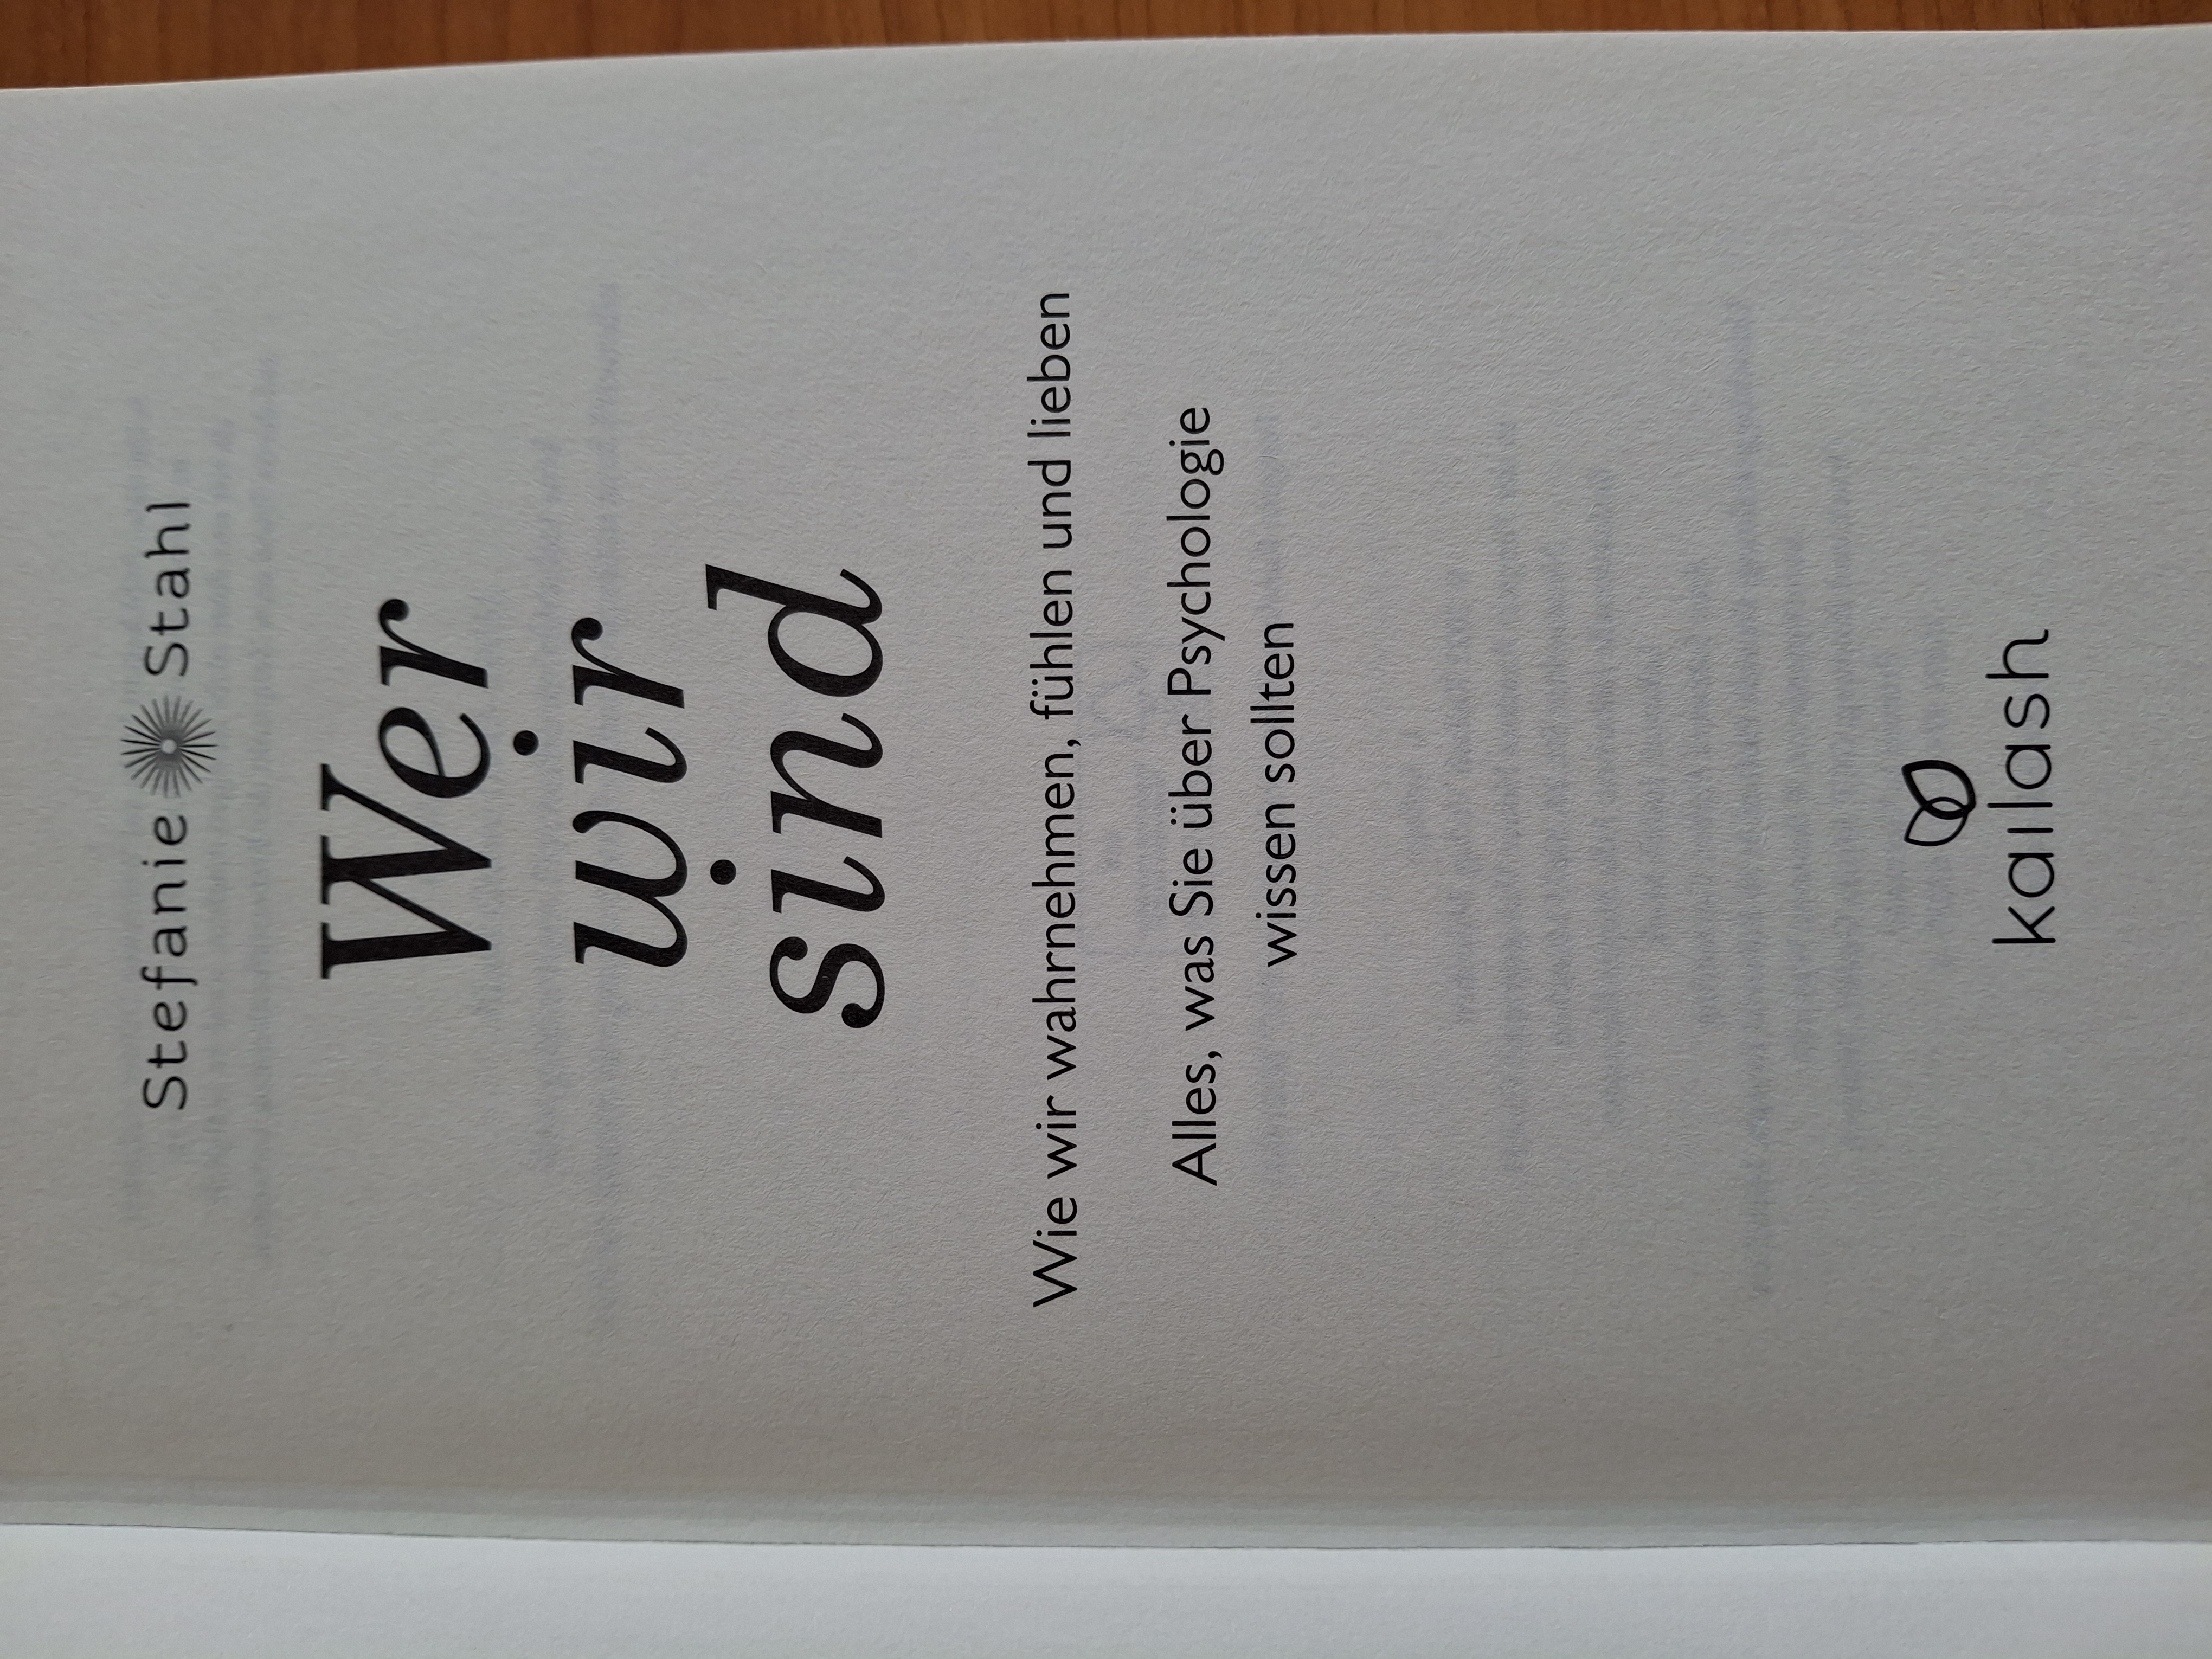 Stefanie Stahl
Wer
wir
sind
Wie wir wahrnehmen, fühlen und lieben
Alles, was Sie über Psychologie
wissen sollten
kailash